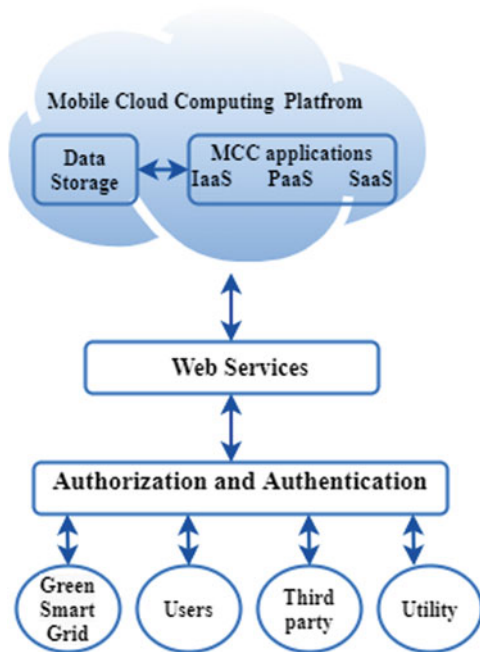 Mobile Cloud Computing Platfrom
Data
Storage
MCC applications
IaaS PaaS SaaS
Web Services
Authorization and Authentication
Green
Smart
Grid
Users
Third
party
Utility